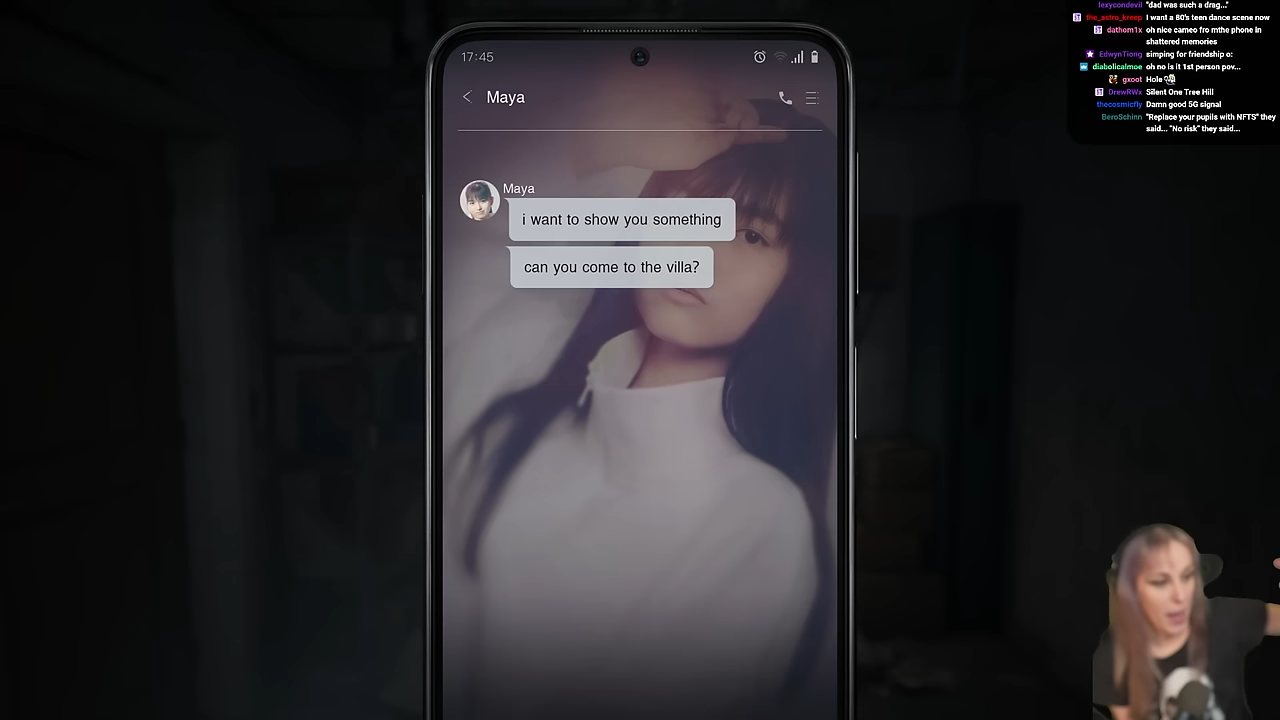 17:45
Maya
Maya
i want to show you something
can you come to the villa?
lexycondevil "dad was such a drag..."
the_astro_kreep I want a 80's teen dance scene now
dathom1x oh nice cameo fro mthe phone in
shattered memories
EdwynTiong simping for friendship o:
diabolicalmoe oh no is it 1st person pov...
gxoot Hole
DrewRWx Silent One Tree Hill
thecosmicfly Damn good 5G signal
BeroSchinn "Replace your pupils with NFTS" they
said... "No risk" they said...